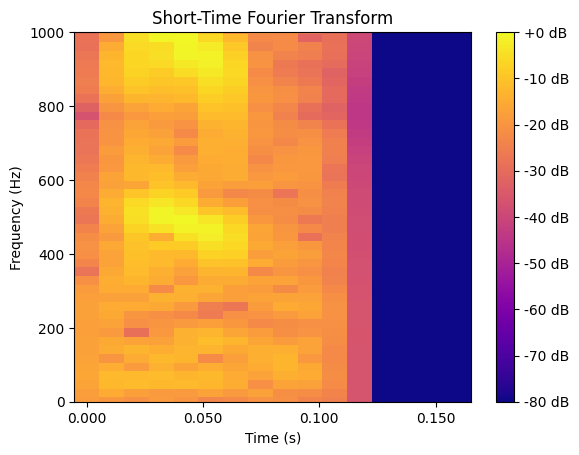 Short-Time Fourier Transform
Frequency (Hz)
1000
800
600
400
200
0
0.000
0.050
0.100
0.150
Time (s)
+0 dB
-10 dB
-20 dB
-30 dB
-40 dB
-50 dB
-60 dB
-70 dB
-80 dB